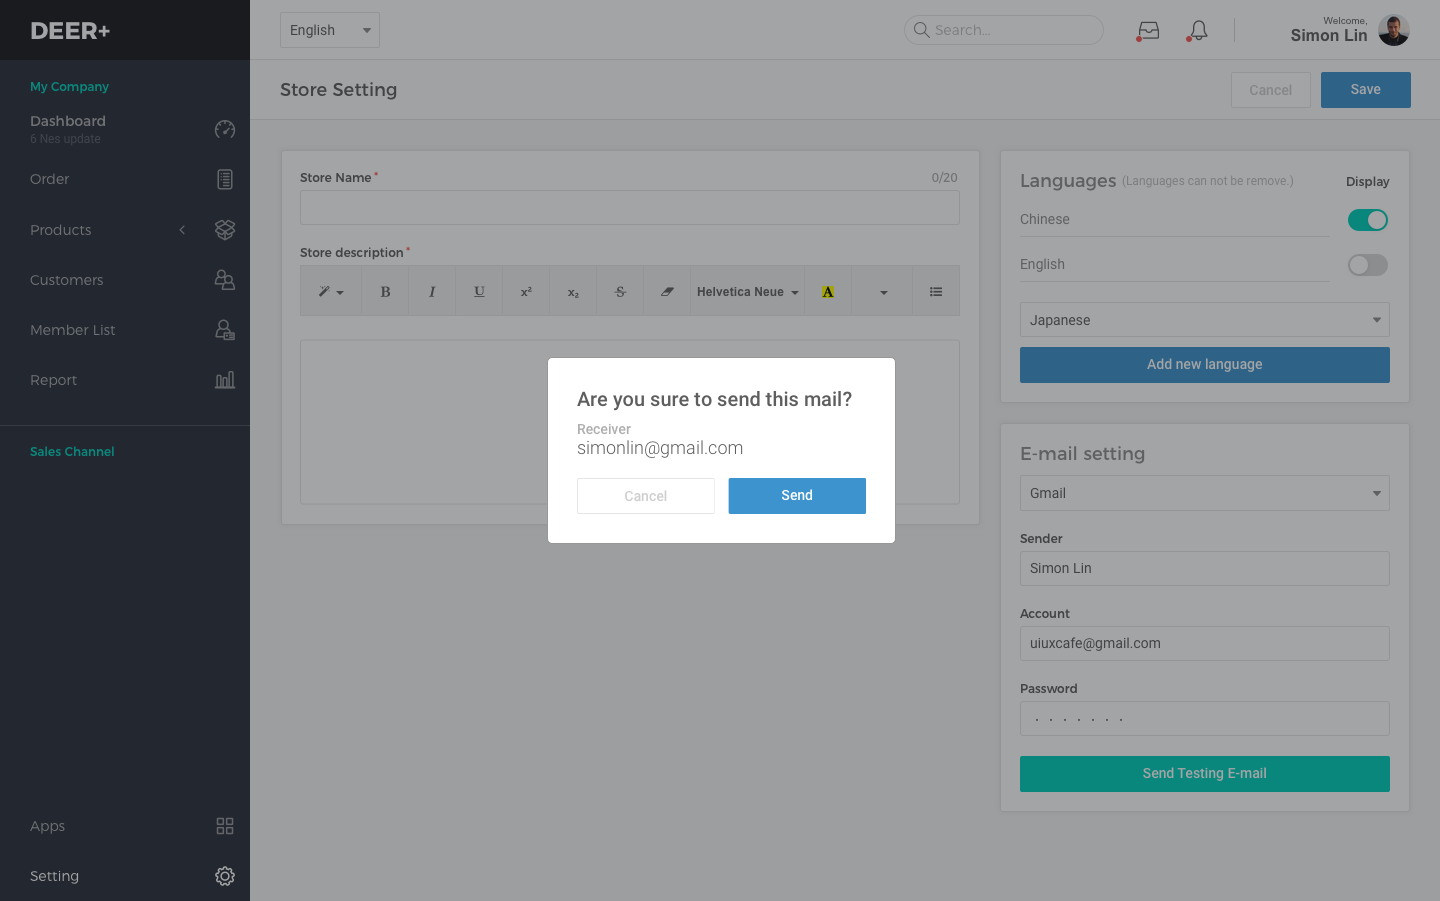 DEER+
My Company
Dashboard
6 Nes update
Order
Products
Customers
Member List
Report
Sales Channel
Apps
Setting
English
Search...
Welcome,
Simon Lin
Store Setting
Cancel
Save
Store Name*
0/20
Store description*
B
I
U
x²
x₂
S
Helvetica Neue
A
Languages (Languages can not be remove.)
Display
Chinese
English
Japanese
Add new language
E-mail setting
Gmail
Sender
Simon Lin
Account
uiuxcafe@gmail.com
Password
· · · · · · ·
Send Testing E-mail
Are you sure to send this mail?
Receiver
simonlin@gmail.com
Cancel
Send